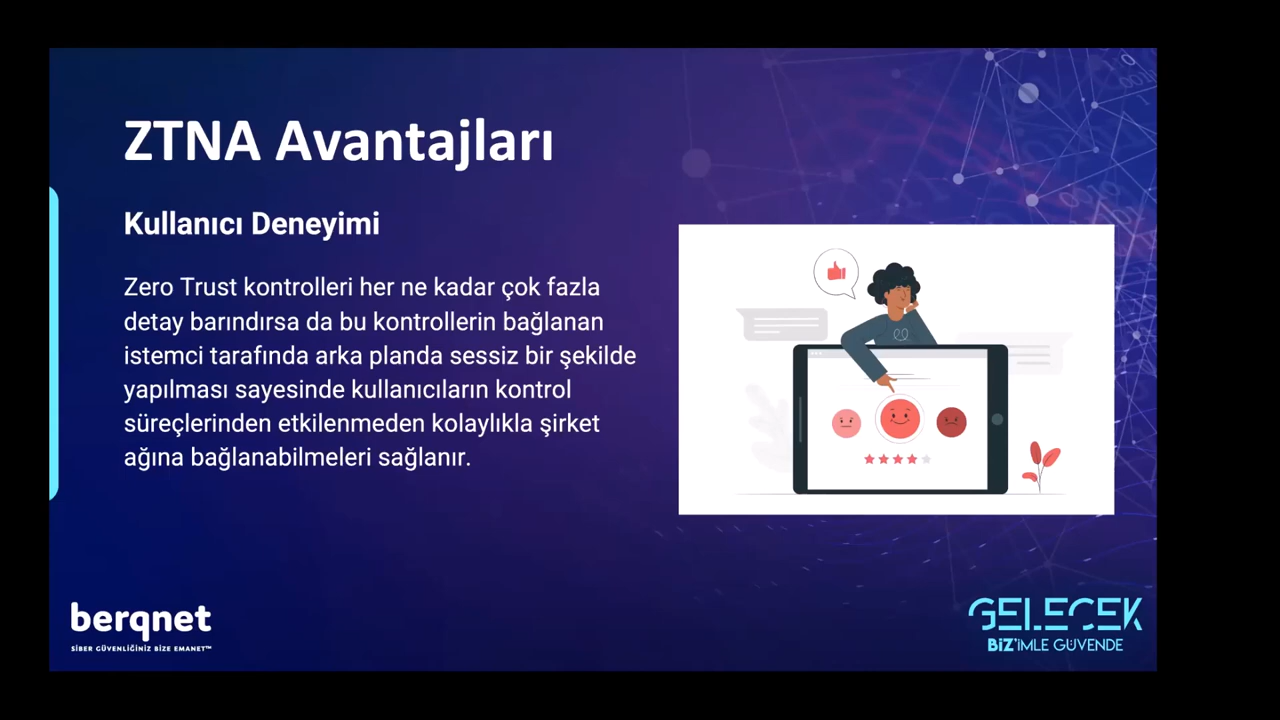 ZTNA Avantajları
Kullanıcı Deneyimi
Zero Trust kontrolleri her ne kadar çok fazla
detay barındırsa da bu kontrollerin bağlanan
istemci tarafında arka planda sessiz bir şekilde
yapılması sayesinde kullanıcıların kontrol
süreçlerinden etkilenmeden kolaylıkla şirket
ağına bağlanabilmeleri sağlanır.
berqnet
SİBER GÜVENLİĞİNİZ BİZE EMANET™
GELECEK
BiZ'İMLE GÜVENDE